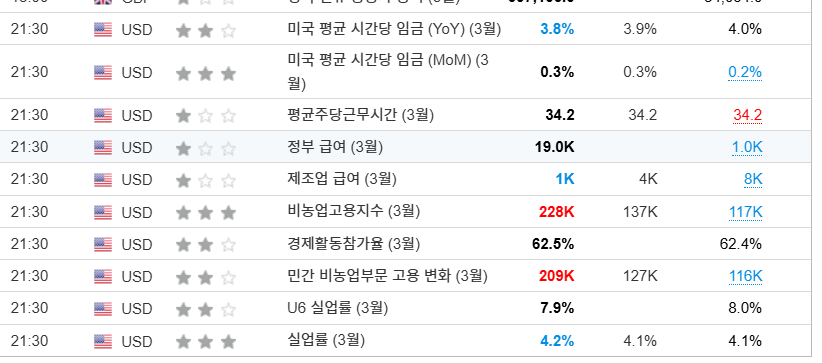 21:30 USD 미국 평균 시간당 임금 (YoY) (3월) 3.8% 3.9% 4.0%
21:30 USD 미국 평균 시간당 임금 (MoM) (3
월) 0.3% 0.3% 0.2%
21:30 USD 평균주당근무시간 (3월) 34.2 34.2 34.2
21:30 USD 정부 급여 (3월) 19.0K 1.0K
21:30 USD 제조업 급여 (3월) 1K 4K 8K
21:30 USD 비농업고용지수 (3월) 228K 137K 117K
21:30 USD 경제활동참가율 (3월) 62.5% 62.4%
21:30 USD 민간 비농업부문 고용 변화 (3월) 209K 127K 116K
21:30 USD U6 실업률 (3월) 7.9% 8.0%
21:30 USD 실업률 (3월) 4.2% 4.1% 4.1%